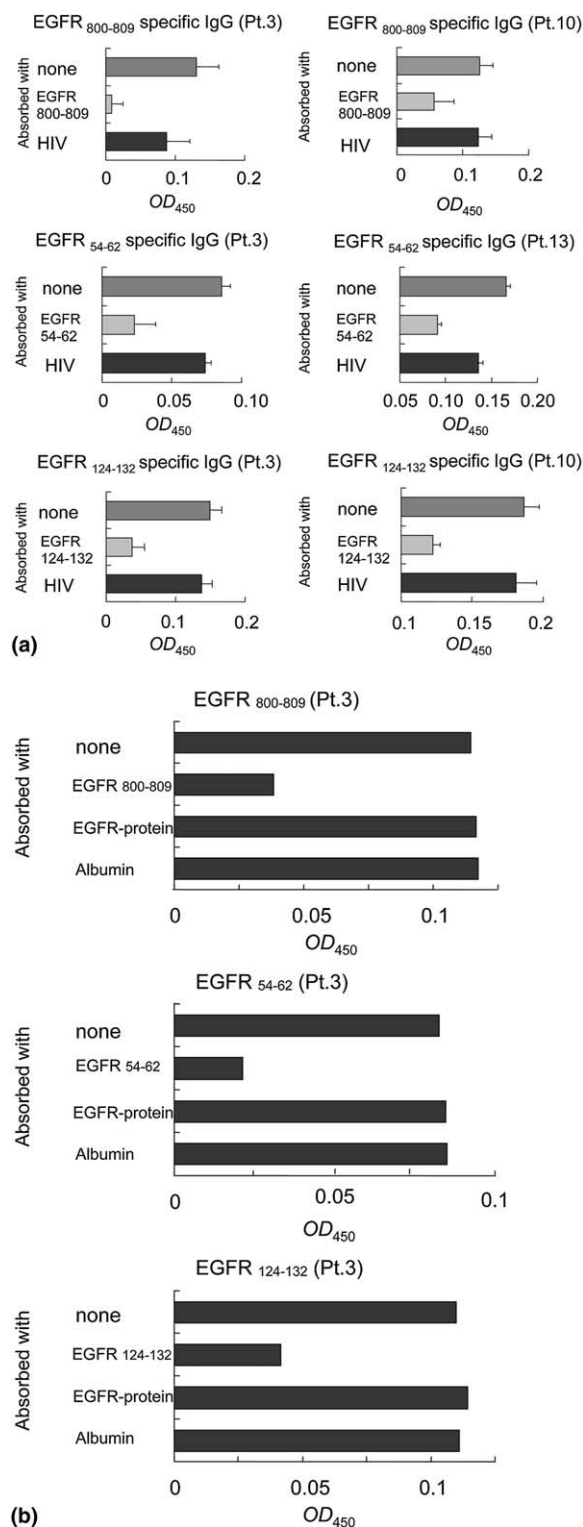 EGFR 800-809 specific IgG (Pt.3)
Absorbed with
none
EGFR
800-809
HIV
0 0.1 0.2
OD450
EGFR 800-809 specific IgG (Pt.10)
Absorbed with
none
EGFR
800-809
HIV
0 0.1 0.2
OD450
EGFR 54-62 specific IgG (Pt.3)
Absorbed with
none
EGFR
54-62
HIV
0 0.05 0.10
OD450
EGFR 54-62 specific IgG (Pt.13)
Absorbed with
none
EGFR
54-62
HIV
0.05 0.10 0.15 0.20
OD450
EGFR 124-132 specific IgG (Pt.3)
Absorbed with
none
EGFR
124-132
HIV
0 0.1 0.2
OD450
EGFR 124-132 specific IgG (Pt.10)
Absorbed with
none
EGFR
124-132
HIV
0.1 0.2
OD450
(a)
EGFR 800-809 (Pt.3)
Absorbed with
none
EGFR 800-809
EGFR-protein
Albumin
0 0.05 0.1
OD450
EGFR 54-62 (Pt.3)
Absorbed with
none
EGFR 54-62
EGFR-protein
Albumin
0 0.05 0.1
OD450
EGFR 124-132 (Pt.3)
Absorbed with
none
EGFR 124-132
EGFR-protein
Albumin
0 0.05 0.1
OD450
(b)